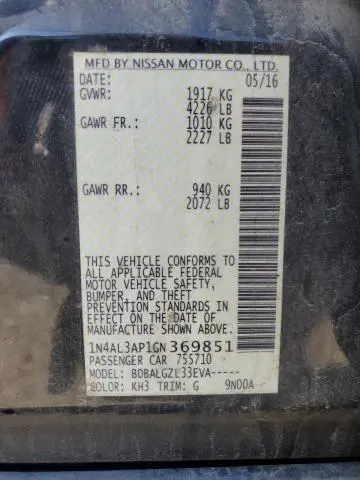 MFD BY NISSAN MOTOR CO., LTD.
DATE: 05/16
GVWR: 1917 KG
4226 LB
GAWR FR.: 1010 KG
2227 LB
GAWR RR.: 940 KG
2072 LB
THIS VEHICLE CONFORMS TO
ALL APPLICABLE FEDERAL
MOTOR VEHICLE SAFETY,
BUMPER, AND THEFT
PREVENTION STANDARDS IN
EFFECT ON THE DATE OF
MANUFACTURE SHOWN ABOVE.
1N4AL3AP1GN369851
PASSENGER CAR 755710
MODEL: BDBALGZL33EVA-----
COLOR: KH3 TRIM: G 9N00A